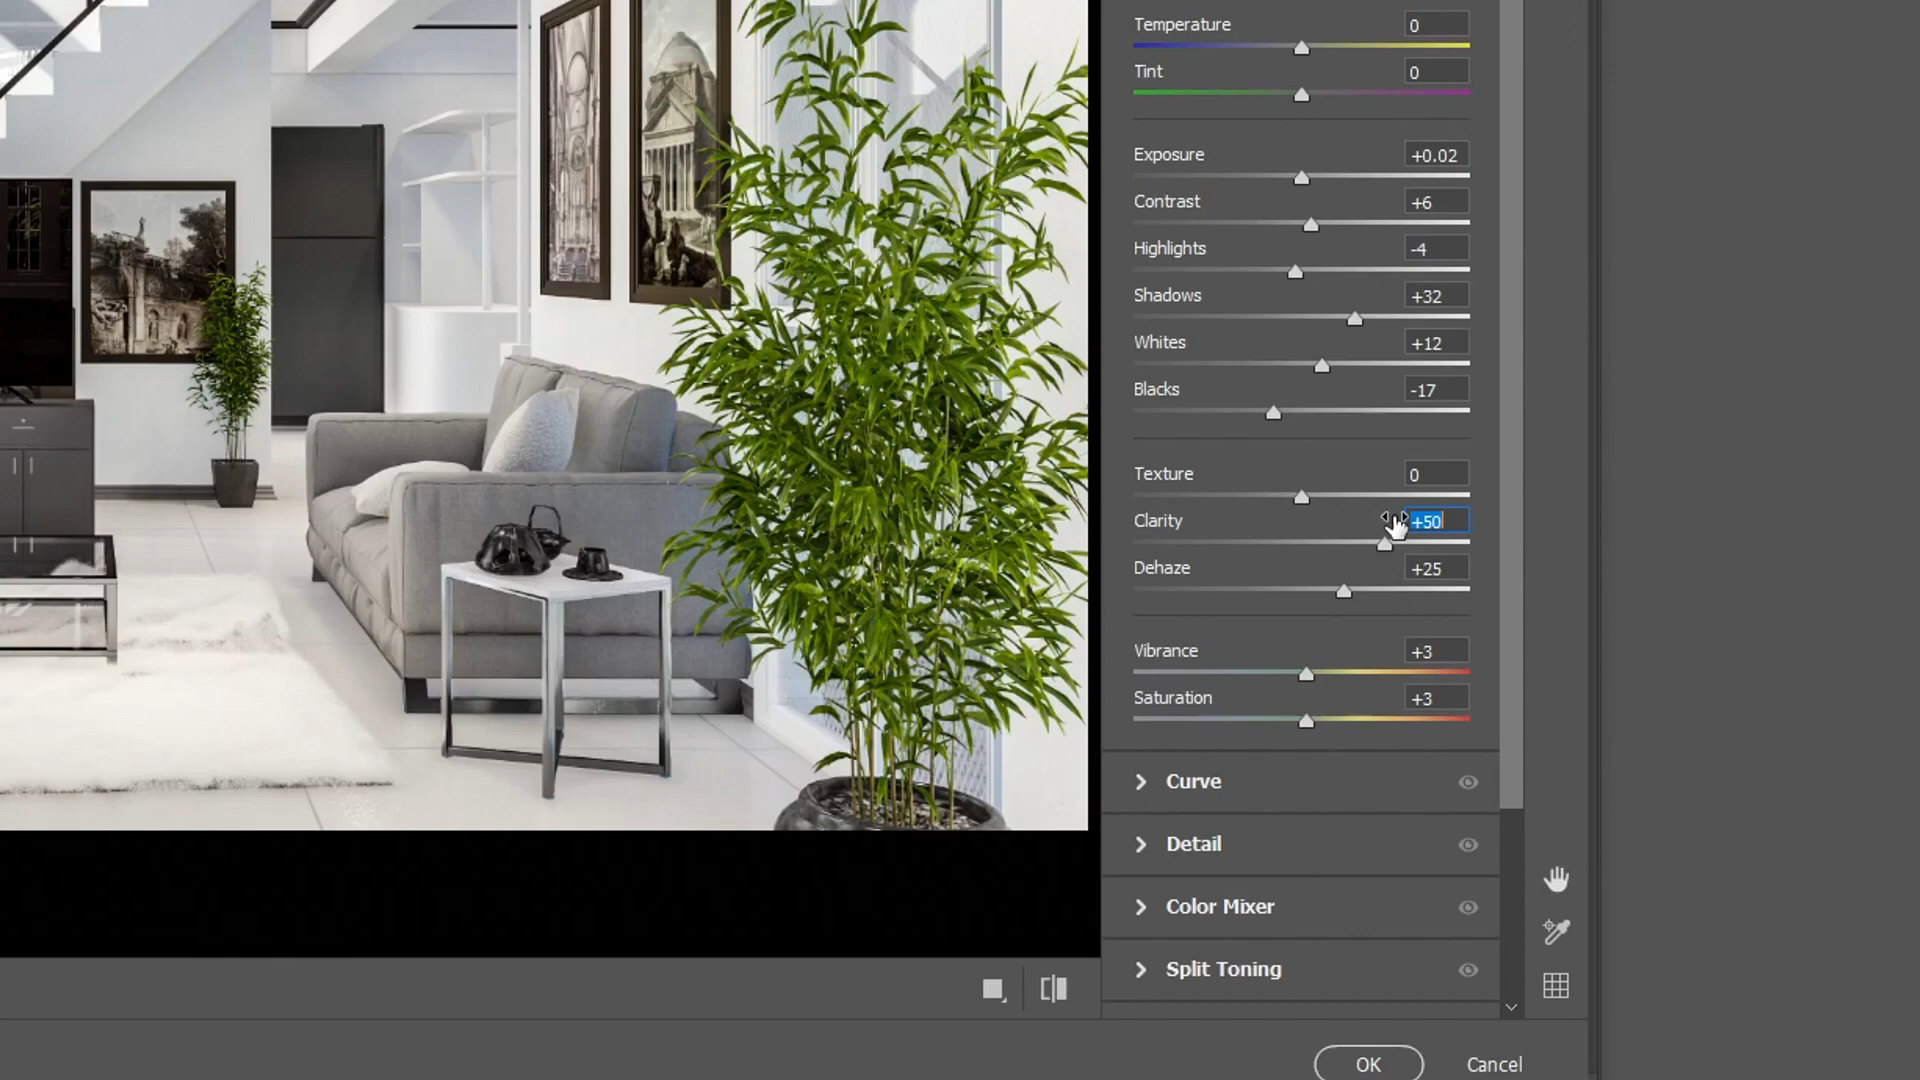 Temperature 0
Tint 0
Exposure +0.02
Contrast +6
Highlights -4
Shadows +32
Whites +12
Blacks -17
Texture 0
Clarity +50
Dehaze +25
Vibrance +3
Saturation +3
Curve
Detail
Color Mixer
Split Toning
OK Cancel